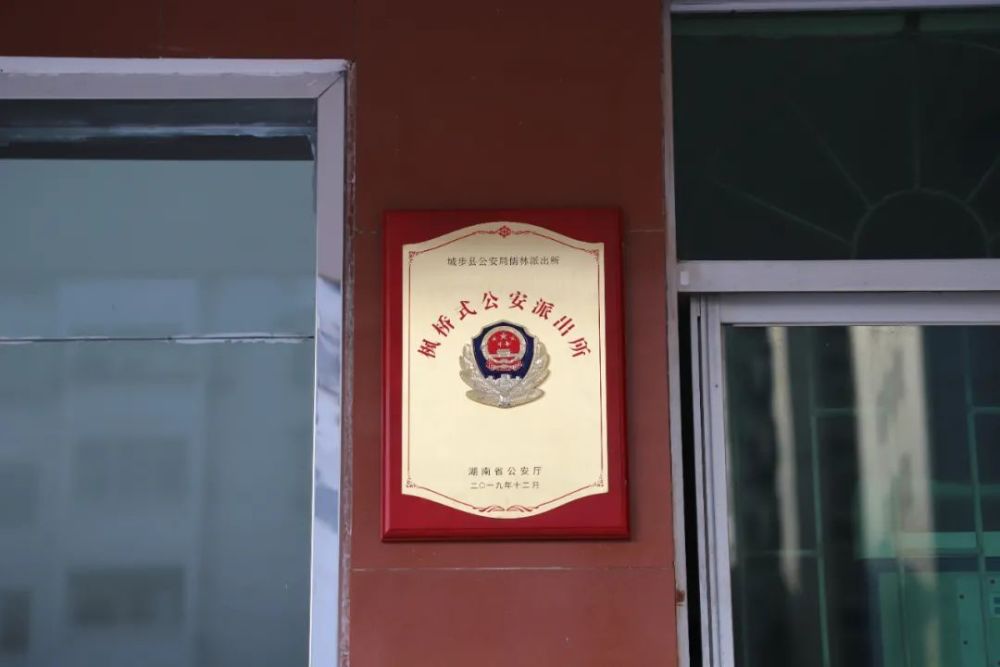 城步县公安局儒林派出所
枫桥式公安派出所
湖南省公安厅
二〇一九年十二月